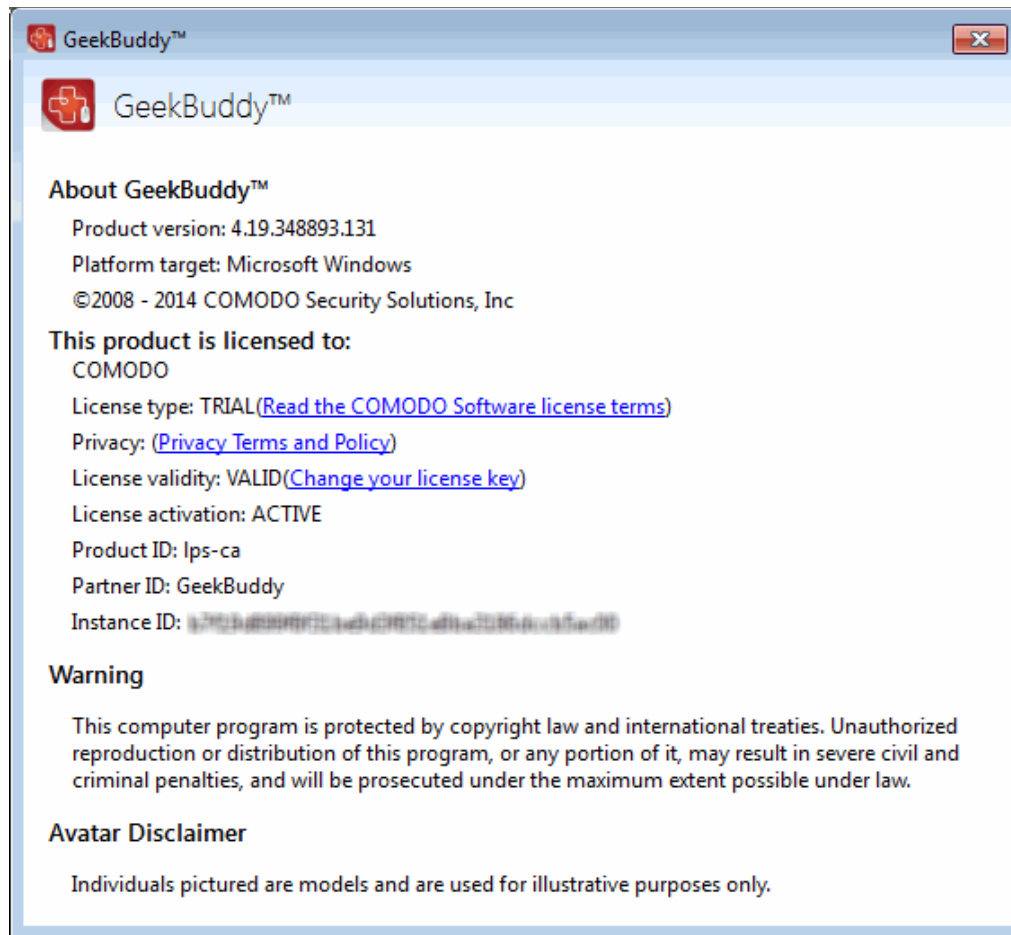 GeekBuddy™
GeekBuddy™
About GeekBuddy™
Product version: 4.19.348893.131
Platform target: Microsoft Windows
©2008 - 2014 COMODO Security Solutions, Inc
This product is licensed to:
COMODO
License type: TRIAL(Read the COMODO Software license terms)
Privacy: (Privacy Terms and Policy)
License validity: VALID(Change your license key)
License activation: ACTIVE
Product ID: lps-ca
Partner ID: GeekBuddy
Instance ID:
Warning
This computer program is protected by copyright law and international treaties. Unauthorized
reproduction or distribution of this program, or any portion of it, may result in severe civil and
criminal penalties, and will be prosecuted under the maximum extent possible under law.
Avatar Disclaimer
Individuals pictured are models and are used for illustrative purposes only.